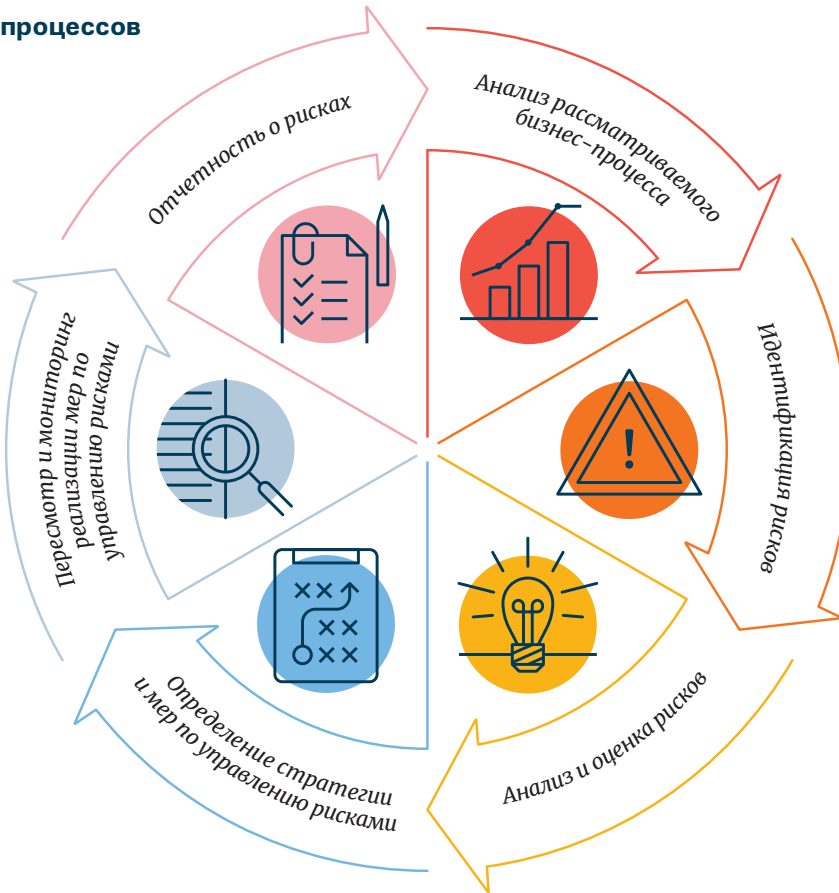 процессов
Анализ рассматриваемого
бизнес-процесса
Идентификация рисков
Анализ и оценка рисков
Определение стратегии
и мер по управлению рисками
Пересмотр и мониторинг
реализации мер по
управлению рисками
Отчетность о рисках